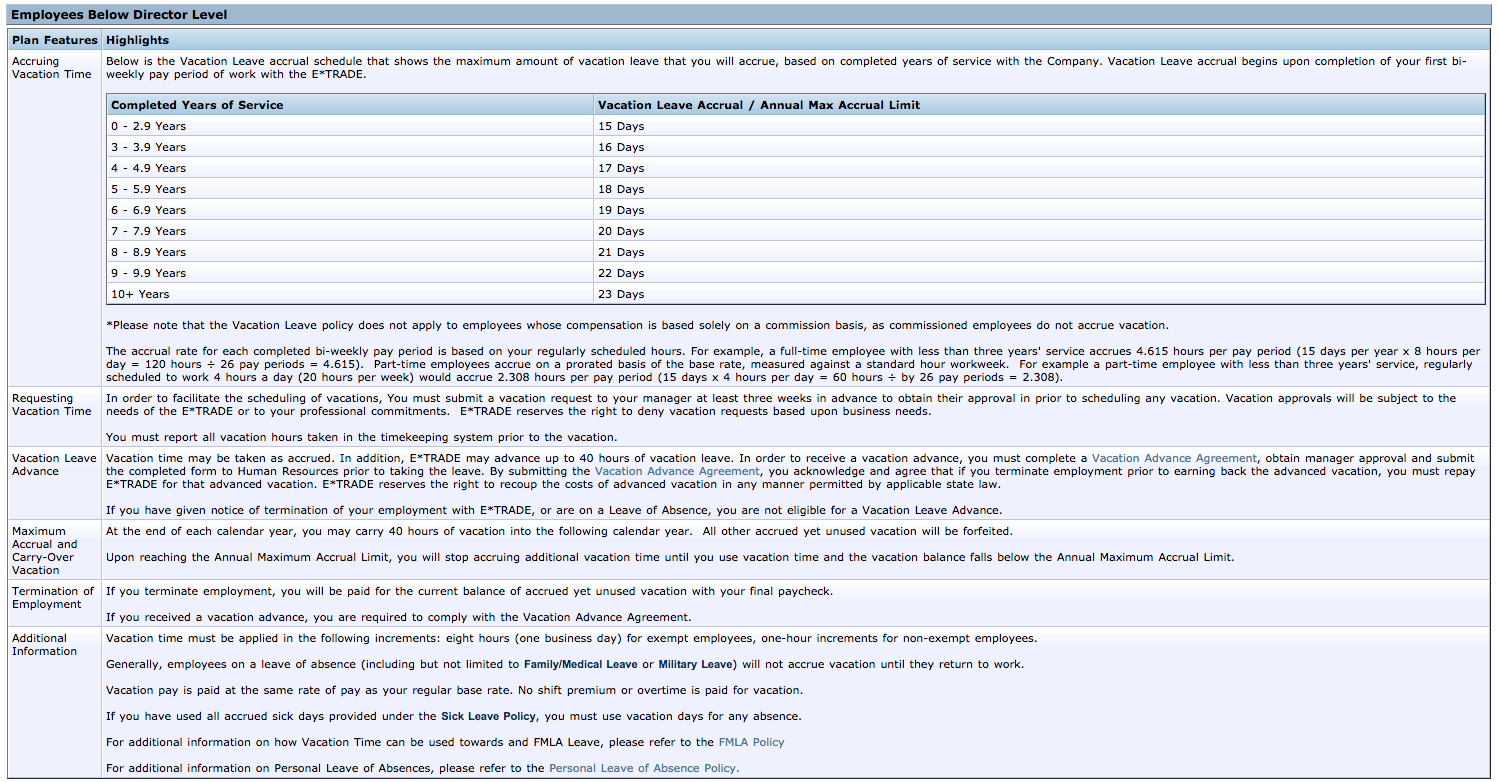 Employees Below Director Level
Plan Features Highlights
Accruing
Vacation Time
Below is the Vacation Leave accrual schedule that shows the maximum amount of vacation leave that you will accrue, based on completed years of service with the Company. Vacation Leave accrual begins upon completion of your first bi-
weekly pay period of work with the E*TRADE.
Completed Years of Service Vacation Leave Accrual / Annual Max Accrual Limit
0 - 2.9 Years 15 Days
3 - 3.9 Years 16 Days
4 - 4.9 Years 17 Days
5 - 5.9 Years 18 Days
6 - 6.9 Years 19 Days
7 - 7.9 Years 20 Days
8 - 8.9 Years 21 Days
9 - 9.9 Years 22 Days
10+ Years 23 Days
*Please note that the Vacation Leave policy does not apply to employees whose compensation is based solely on a commission basis, as commissioned employees do not accrue vacation.
The accrual rate for each completed bi-weekly pay period is based on your regularly scheduled hours. For example, a full-time employee with less than three years' service accrues 4.615 hours per pay period (15 days per year x 8 hours per
day = 120 hours ÷ 26 pay periods = 4.615). Part-time employees accrue on a prorated basis of the base rate, measured against a standard hour workweek. For example a part-time employee with less than three years' service, regularly
scheduled to work 4 hours a day (20 hours per week) would accrue 2.308 hours per pay period (15 days x 4 hours per day = 60 hours ÷ by 26 pay periods = 2.308).
Requesting
Vacation Time
In order to facilitate the scheduling of vacations, You must submit a vacation request to your manager at least three weeks in advance to obtain their approval in prior to scheduling any vacation. Vacation approvals will be subject to the
needs of the E*TRADE or to your professional commitments. E*TRADE reserves the right to deny vacation requests based upon business needs.
You must report all vacation hours taken in the timekeeping system prior to the vacation.
Vacation Leave
Advance
Vacation time may be taken as accrued. In addition, E*TRADE may advance up to 40 hours of vacation leave. In order to receive a vacation advance, you must complete a Vacation Advance Agreement, obtain manager approval and submit
the completed form to Human Resources prior to taking the leave. By submitting the Vacation Advance Agreement, you acknowledge and agree that if you terminate employment prior to earning back the advanced vacation, you must repay
E*TRADE for that advanced vacation. E*TRADE reserves the right to recoup the costs of advanced vacation in any manner permitted by applicable state law.
If you have given notice of termination of your employment with E*TRADE, or are on a Leave of Absence, you are not eligible for a Vacation Leave Advance.
Maximum
Accrual and
Carry-Over
Vacation
At the end of each calendar year, you may carry 40 hours of vacation into the following calendar year. All other accrued yet unused vacation will be forfeited.
Upon reaching the Annual Maximum Accrual Limit, you will stop accruing additional vacation time until you use vacation time and the vacation balance falls below the Annual Maximum Accrual Limit.
Termination of
Employment
If you terminate employment, you will be paid for the current balance of accrued yet unused vacation with your final paycheck.
If you received a vacation advance, you are required to comply with the Vacation Advance Agreement.
Additional
Information
Vacation time must be applied in the following increments: eight hours (one business day) for exempt employees, one-hour increments for non-exempt employees.
Generally, employees on a leave of absence (including but not limited to Family/Medical Leave or Military Leave) will not accrue vacation until they return to work.
Vacation pay is paid at the same rate of pay as your regular base rate. No shift premium or overtime is paid for vacation.
If you have used all accrued sick days provided under the Sick Leave Policy, you must use vacation days for any absence.
For additional information on how Vacation Time can be used towards and FMLA Leave, please refer to the FMLA Policy
For additional information on Personal Leave of Absences, please refer to the Personal Leave of Absence Policy.